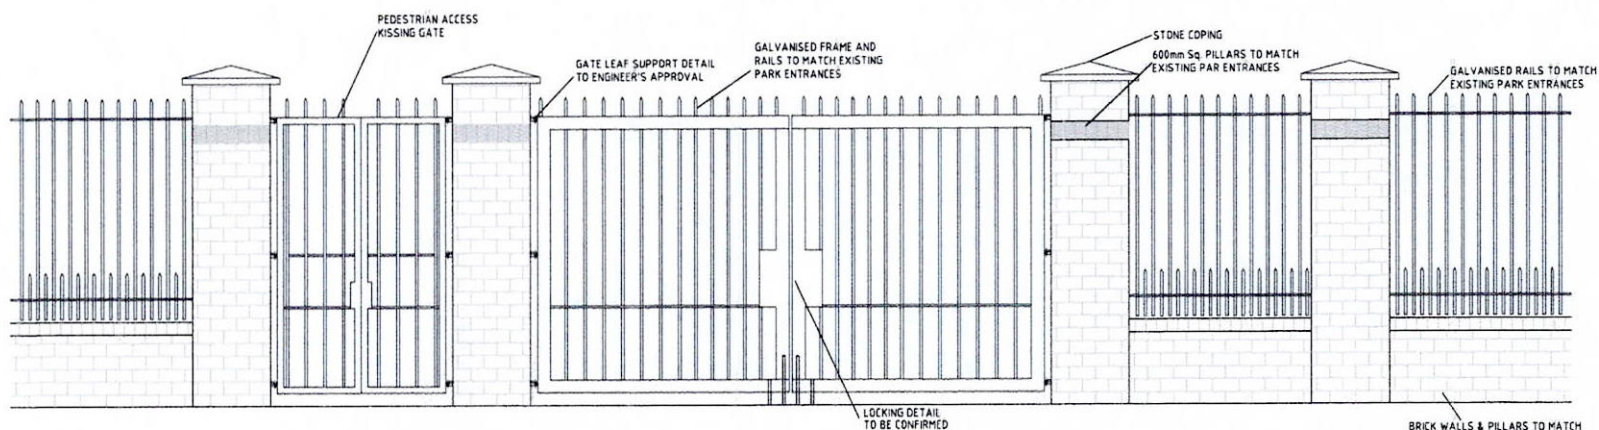 PEDESTRIAN ACCESS
KISSING GATE
GATE LEAF SUPPORT DETAIL
TO ENGINEER'S APPROVAL
GALVANISED FRAME AND
RAILS TO MATCH EXISTING
PARK ENTRANCES
STONE COPING
600mm Sq. PILLARS TO MATCH
EXISTING PAR ENTRANCES
GALVANISED RAILS TO MATCH
EXISTING PARK ENTRANCES
LOCKING DETAIL
TO BE CONFIRMED
BRICK WALLS & PILLARS TO MATCH